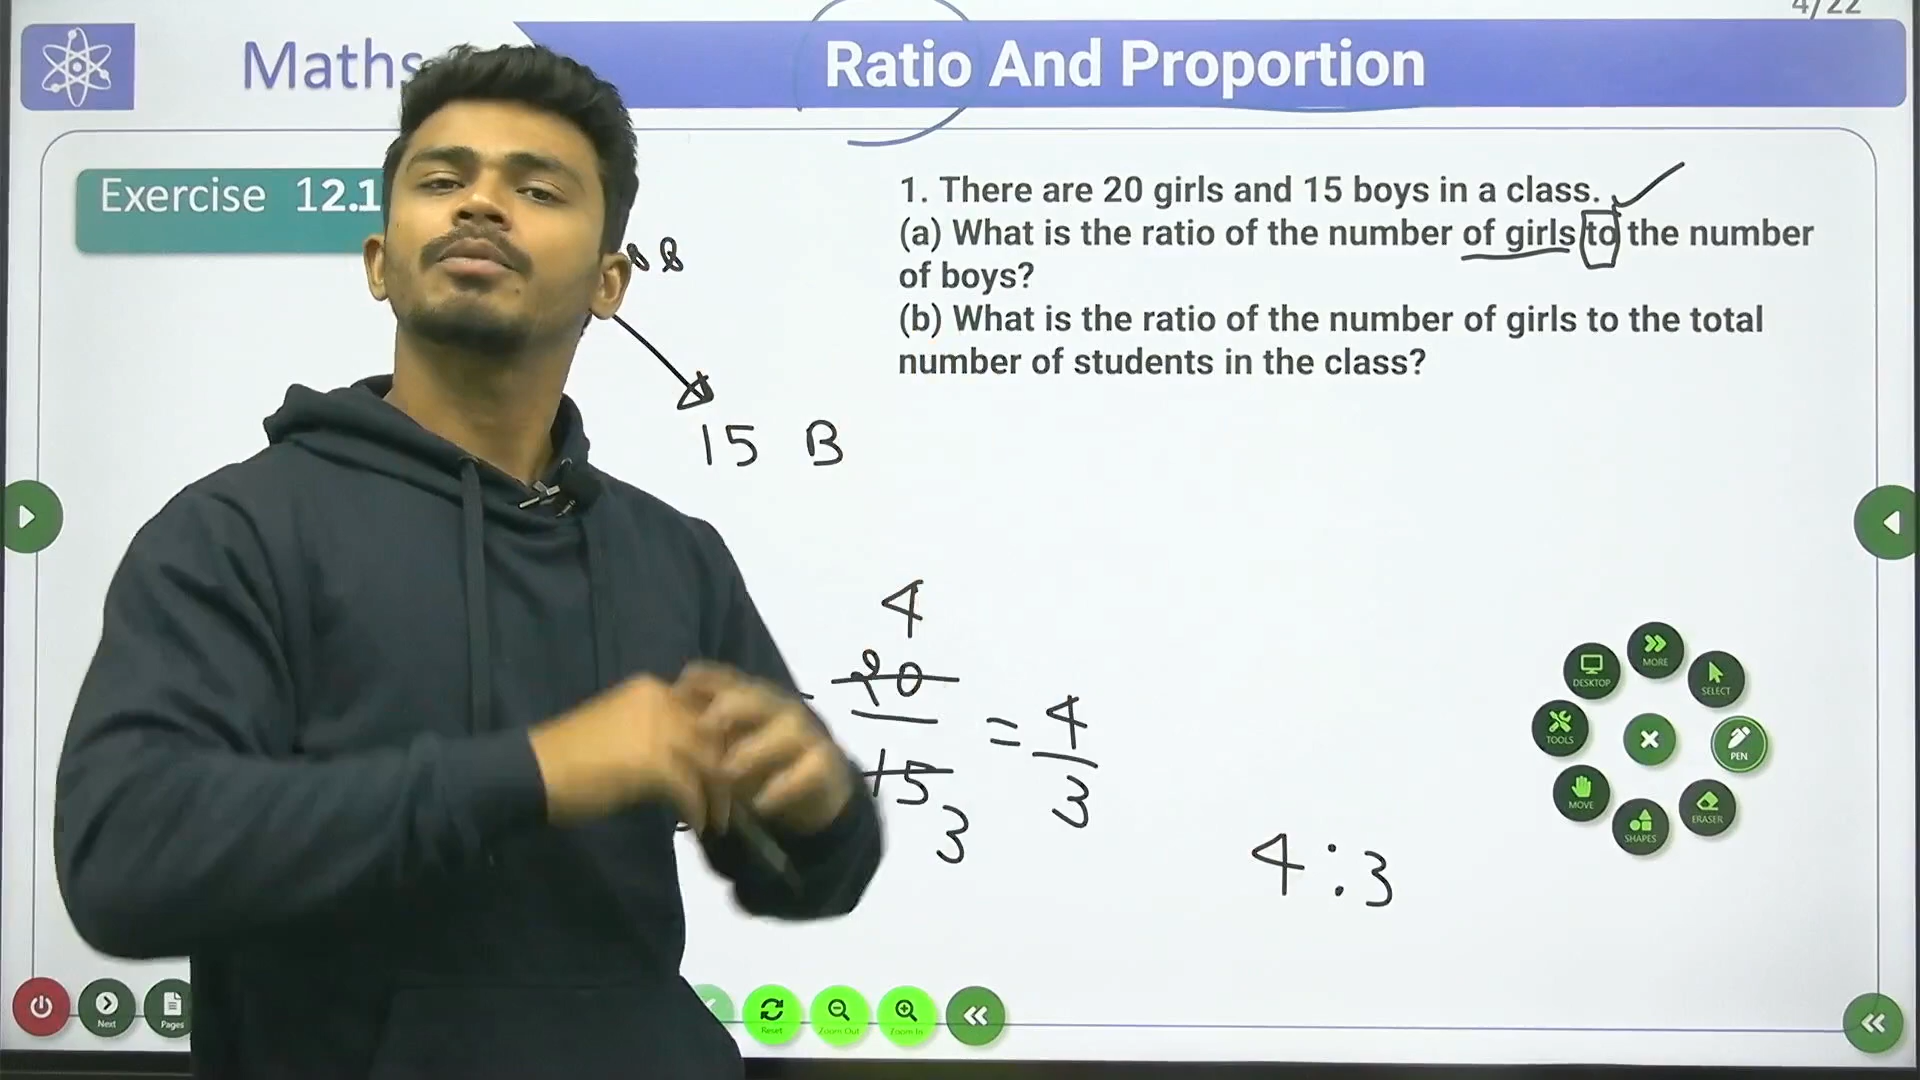 4/22
Maths
Ratio And Proportion
Exercise 12.1
1. There are 20 girls and 15 boys in a class.
(a) What is the ratio of the number of girls to the number
of boys?
(b) What is the ratio of the number of girls to the total
number of students in the class?
15 B
4
20
15
3
= 4
3
4:3
MORE
DESKTOP
SELECT
TOOLS
PEN
MOVE
ERASER
SHAPES
Next
Pages
Reset
Zoom Out
Zoom In